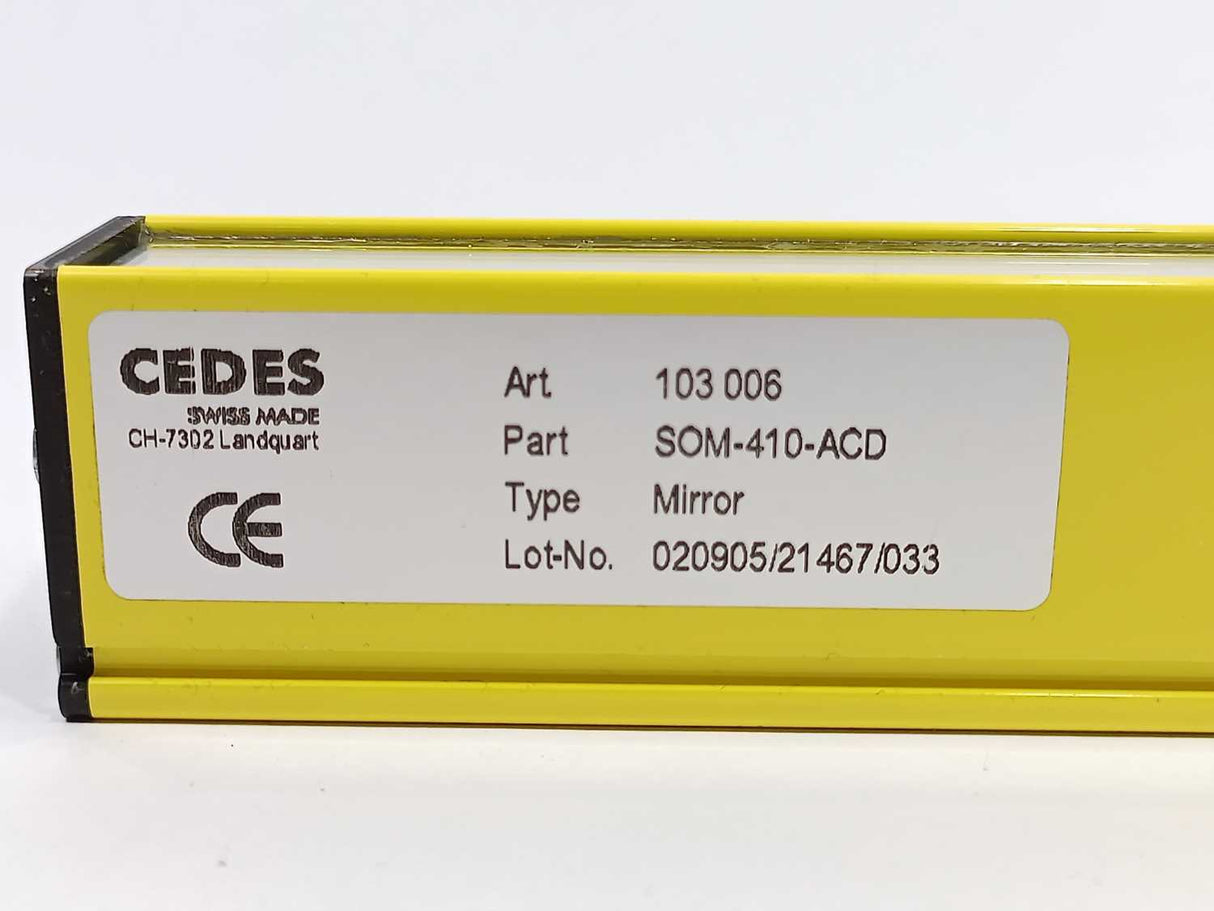 CEDES
SWISS MADE
CH-7302 Landquart
CE
Art 103 006
Part SOM-410-ACD
Type Mirror
Lot-No. 020905/21467/033